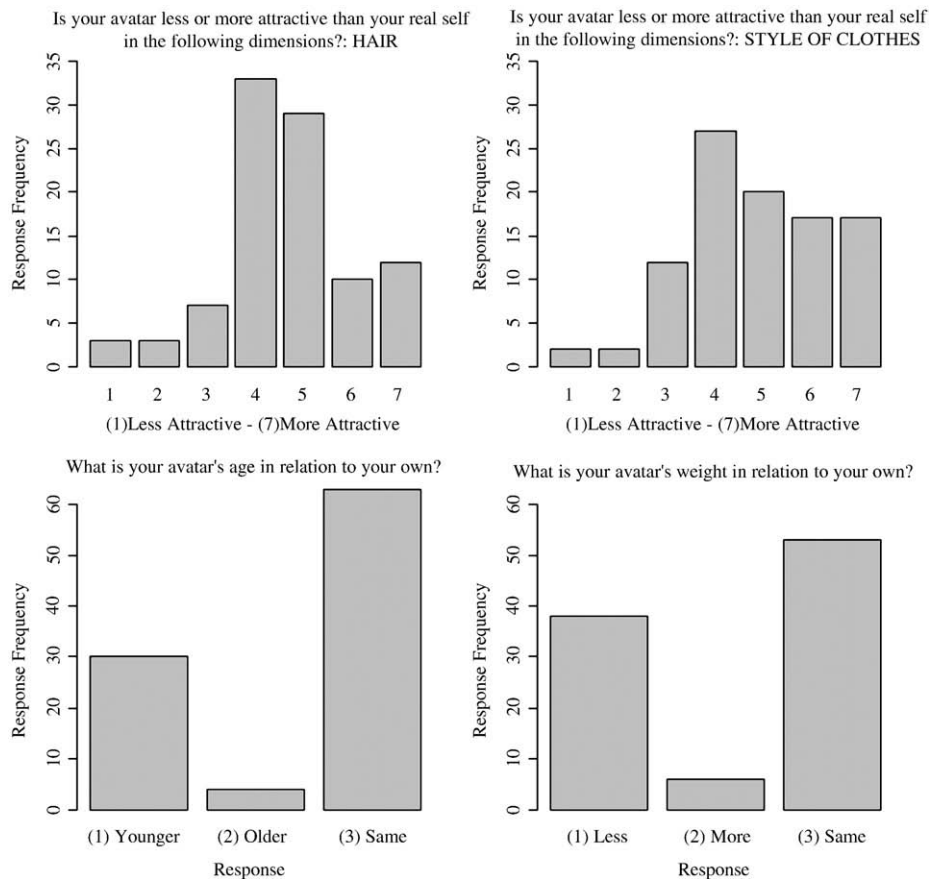 Is your avatar less or more attractive than your real self
in the following dimensions?: HAIR
35
30
25
20
15
10
5
0
Response Frequency
1 2 3 4 5 6 7
(1)Less Attractive - (7)More Attractive
Is your avatar less or more attractive than your real self
in the following dimensions?: STYLE OF CLOTHES
35
30
25
20
15
10
5
0
Response Frequency
1 2 3 4 5 6 7
(1)Less Attractive - (7)More Attractive
What is your avatar's age in relation to your own?
60
50
40
30
20
10
0
Response Frequency
(1) Younger (2) Older (3) Same
Response
What is your avatar's weight in relation to your own?
60
50
40
30
20
10
0
Response Frequency
(1) Less (2) More (3) Same
Response